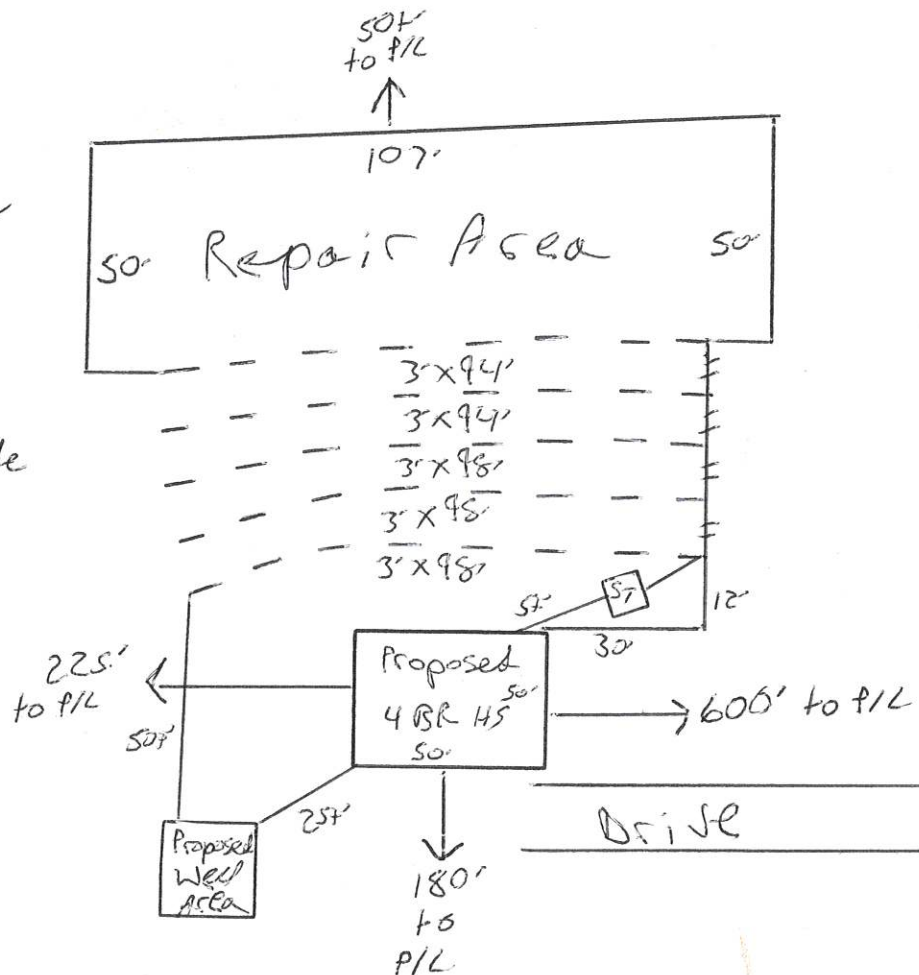 50+'
to P/L
107'
50' Repair Area 50'
3'x94'
3'x94'
3'x98'
3'x98'
3'x98'
5+'
ST
12'
30'
Proposed
4 BR HS 50'
50'
225'
to P/L
600' to P/L
50+'
25+'
Proposed
Well
Area
180'
to
P/L
Drive